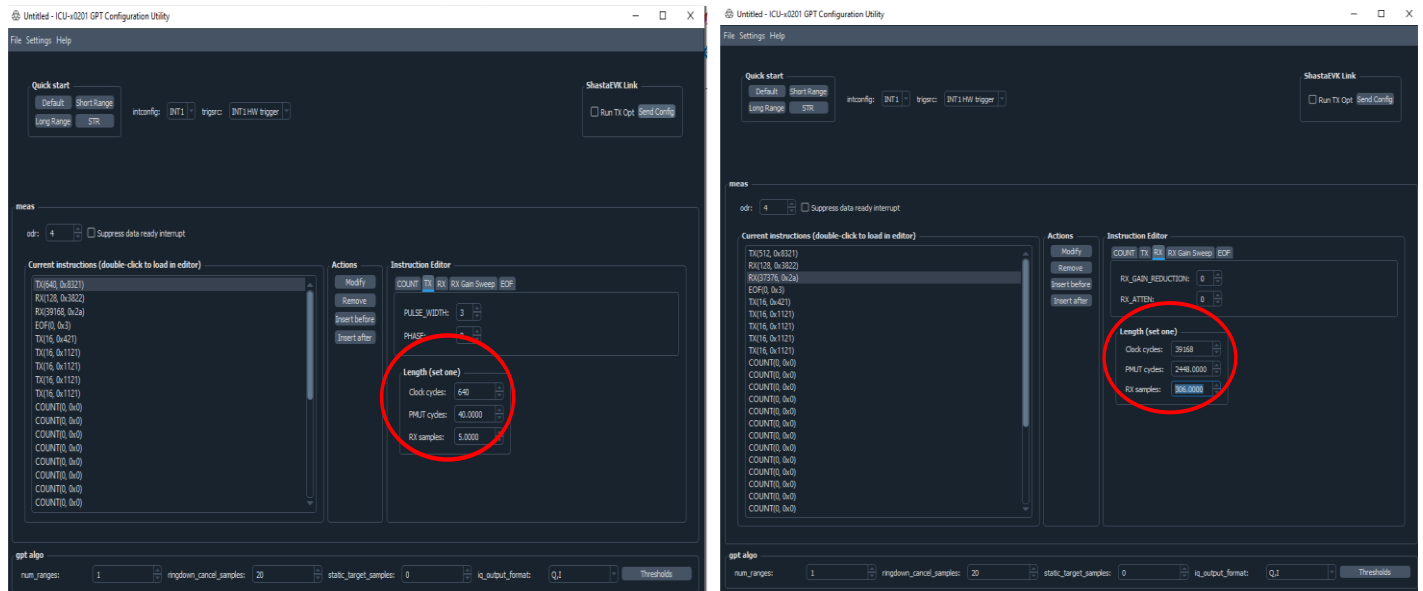 Untitled - ICU-x0201 GPT Configuration Utility
File Settings Help
Quick start
Default Short Range
Long Range STR
intconfig: INT1 trigsrc: INT1 HW trigger
ShastaEVK Link
Run TX Opt Send Config
meas
odr: 4 Suppress data ready interrupt
Current instructions (double-click to load in editor)
TX(640, 0x8321)
RX(128, 0x3822)
RX(39168, 0x2a)
EOF(0, 0x3)
TX(16, 0x421)
TX(16, 0x1121)
TX(16, 0x1121)
TX(16, 0x1121)
TX(16, 0x1121)
COUNT(0, 0x0)
COUNT(0, 0x0)
COUNT(0, 0x0)
COUNT(0, 0x0)
COUNT(0, 0x0)
COUNT(0, 0x0)
COUNT(0, 0x0)
COUNT(0, 0x0)
Actions
Modify
Remove
Insert before
Insert after
Instruction Editor
COUNT TX RX RX Gain Sweep EOF
PULSE_WIDTH: 3
PHASE:
Length (set one)
Clock cycles: 640
PMUT cycles: 40.0000
RX samples: 5.0000
gpt algo
num_ranges: 1 ringdown_cancel_samples: 20 static_target_samples: 0 iq_output_format: Q,I Thresholds
Untitled - ICU-x0201 GPT Configuration Utility
File Settings Help
Quick start
Default Short Range
Long Range STR
intconfig: INT1 trigsrc: INT1 HW trigger
ShastaEVK Link
Run TX Opt Send Config
meas
odr: 4 Suppress data ready interrupt
Current instructions (double-click to load in editor)
TX(512, 0x8321)
RX(128, 0x3822)
RX(37376, 0x2a)
EOF(0, 0x3)
TX(16, 0x421)
TX(16, 0x1121)
TX(16, 0x1121)
TX(16, 0x1121)
TX(16, 0x1121)
COUNT(0, 0x0)
COUNT(0, 0x0)
COUNT(0, 0x0)
COUNT(0, 0x0)
COUNT(0, 0x0)
COUNT(0, 0x0)
COUNT(0, 0x0)
COUNT(0, 0x0)
COUNT(0, 0x0)
COUNT(0, 0x0)
COUNT(0, 0x0)
COUNT(0, 0x0)
COUNT(0, 0x0)
Actions
Modify
Remove
Insert before
Insert after
Instruction Editor
COUNT TX RX RX Gain Sweep EOF
RX_GAIN_REDUCTION: 0
RX_ATTEN: 0
Length (set one)
Clock cycles: 39168
PMUT cycles: 2448.0000
RX samples: 306.0000
gpt algo
num_ranges: 1 ringdown_cancel_samples: 20 static_target_samples: 0 iq_output_format: Q,I Thresholds